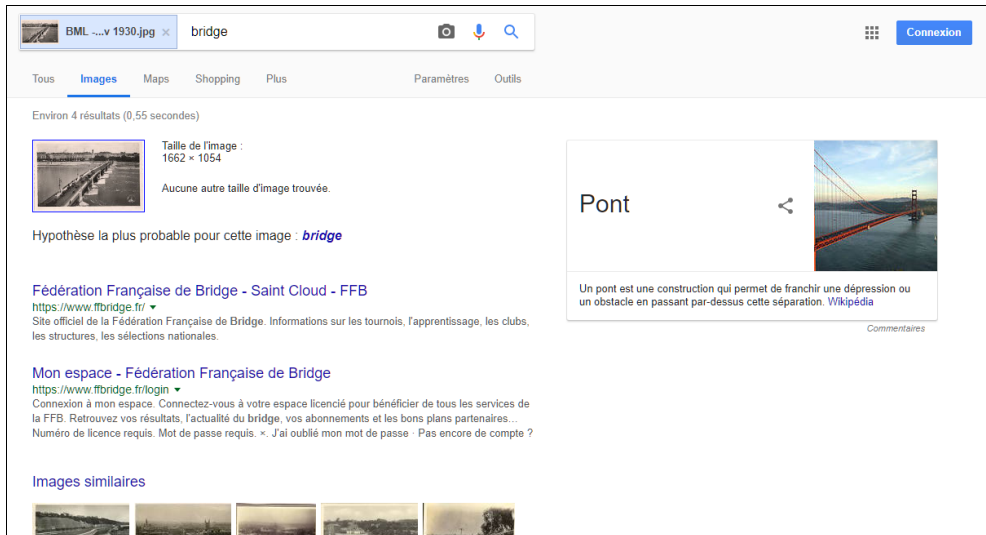 BML -...v 1930.jpg × bridge
Connexion
Tous Images Maps Shopping Plus Paramètres Outils
Environ 4 résultats (0,55 secondes)
Taille de l'image :
1662 × 1054
Aucune autre taille d'image trouvée.
Hypothèse la plus probable pour cette image : bridge
Fédération Française de Bridge - Saint Cloud - FFB
https://www.ffbridge.fr/
Site officiel de la Fédération Française de Bridge. Informations sur les tournois, l'apprentissage, les clubs,
les structures, les sélections nationales.
Mon espace - Fédération Française de Bridge
https://www.ffbridge.fr/login
Connexion à mon espace. Connectez-vous à votre espace licencié pour bénéficier de tous les services de
la FFB. Retrouvez vos résultats, l'actualité du bridge, vos abonnements et les bons plans partenaires...
Numéro de licence requis. Mot de passe requis. ×. J'ai oublié mon mot de passe · Pas encore de compte ?
Images similaires
Pont
Un pont est une construction qui permet de franchir une dépression ou
un obstacle en passant par-dessus cette séparation. Wikipédia
Commentaires